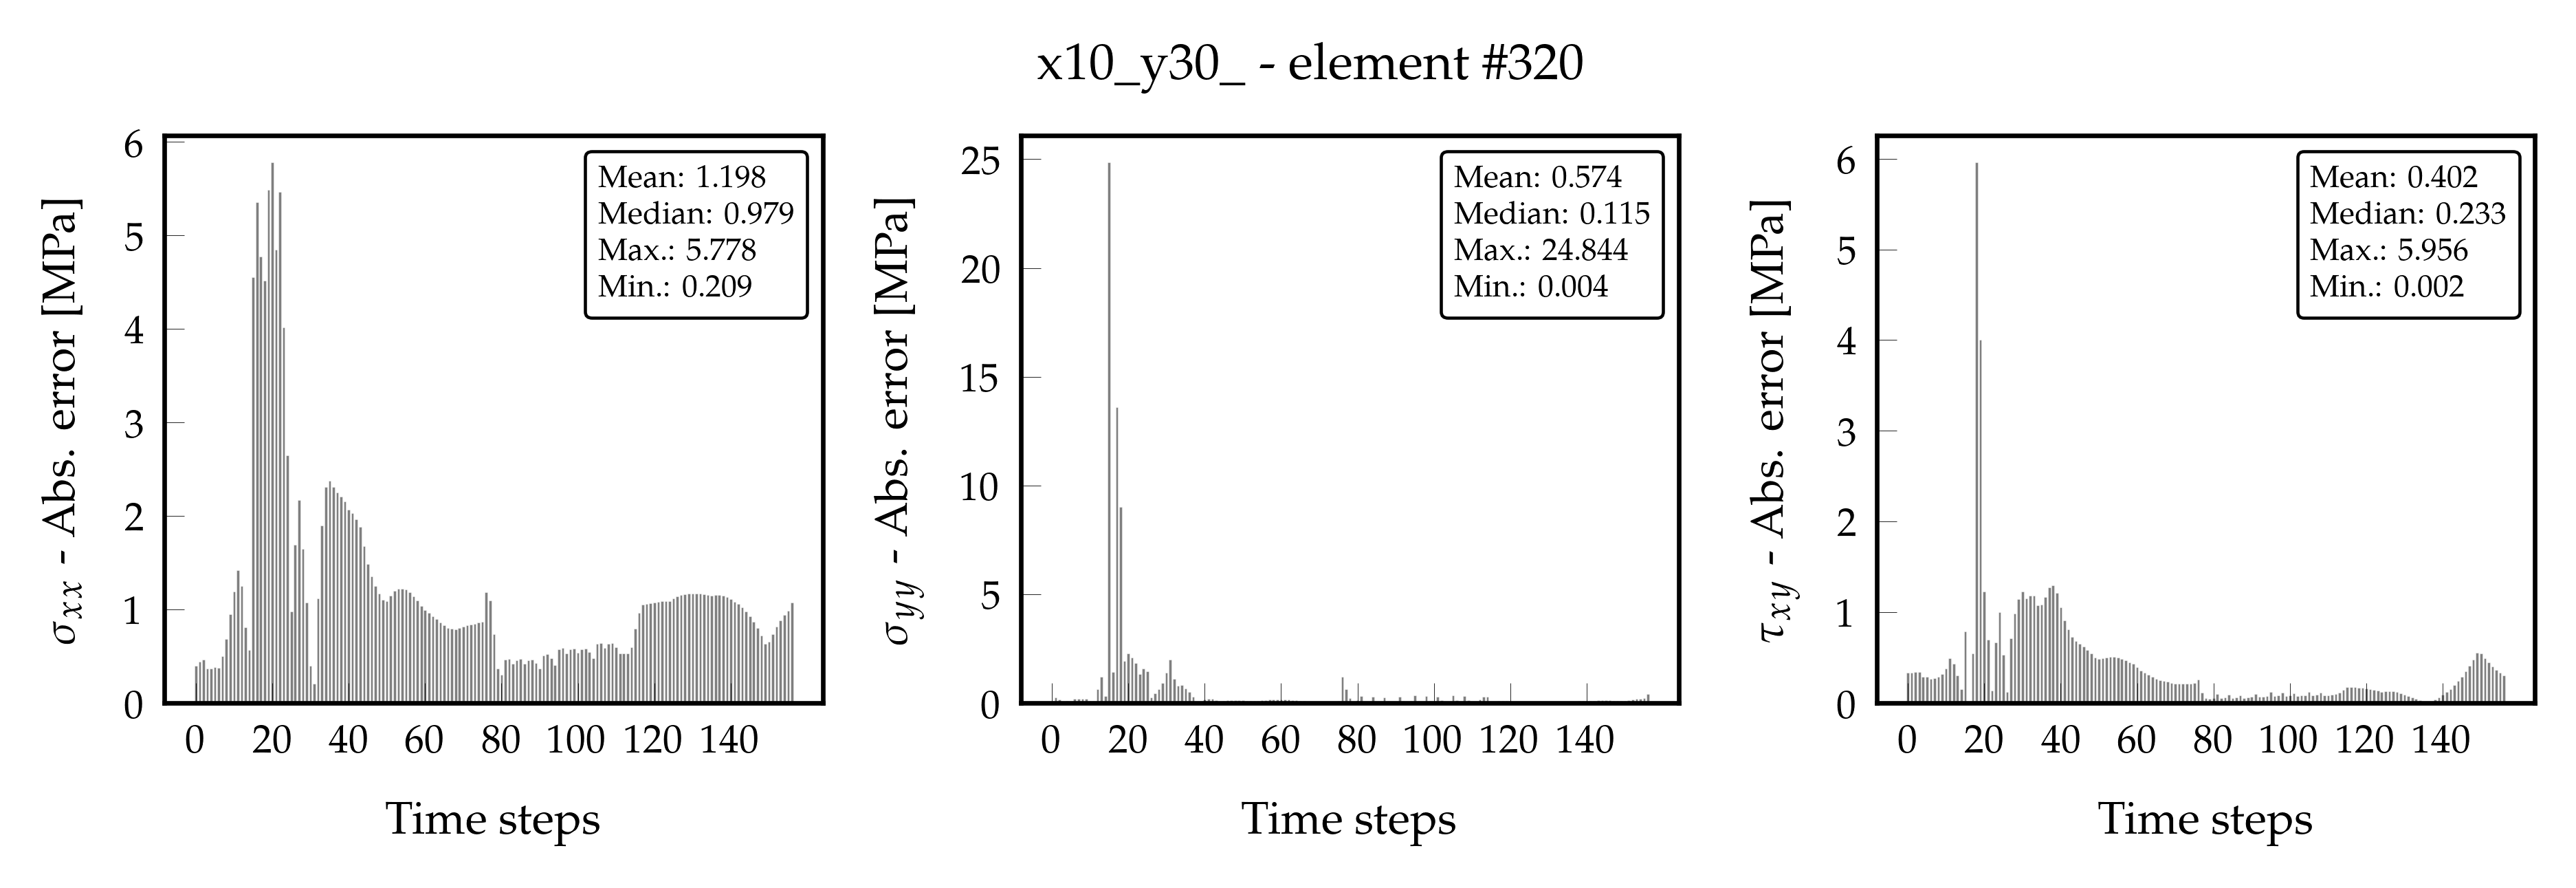 x10_y30_ - element #320
σxx - Abs. error [MPa]
6
5
4
3
2
1
0
0 20 40 60 80 100 120 140
Time steps
Mean: 1.198
Median: 0.979
Max.: 5.778
Min.: 0.209
σyy - Abs. error [MPa]
25
20
15
10
5
0
0 20 40 60 80 100 120 140
Time steps
Mean: 0.574
Median: 0.115
Max.: 24.844
Min.: 0.004
τxy - Abs. error [MPa]
6
5
4
3
2
1
0
0 20 40 60 80 100 120 140
Time steps
Mean: 0.402
Median: 0.233
Max.: 5.956
Min.: 0.002